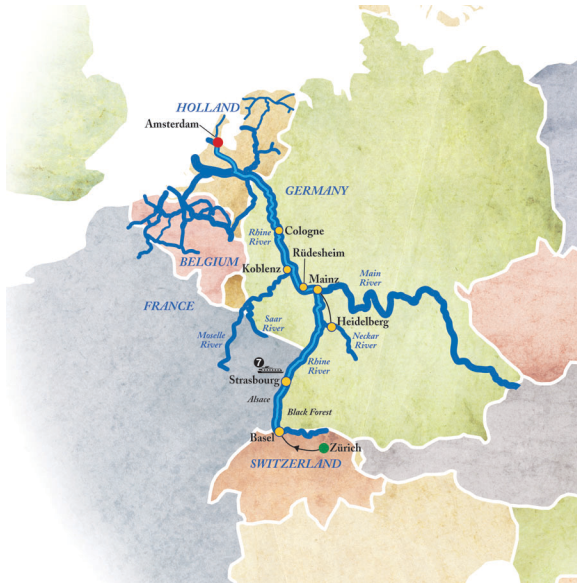 HOLLAND
Amsterdam
GERMANY
Cologne
Rhine
River
Rüdesheim
BELGIUM
Koblenz
Mainz
Main
River
FRANCE
Saar
River
Heidelberg
Moselle
River
Neckar
River
7
Rhine
River
Strasbourg
Alsace
Black Forest
Basel
Zürich
SWITZERLAND